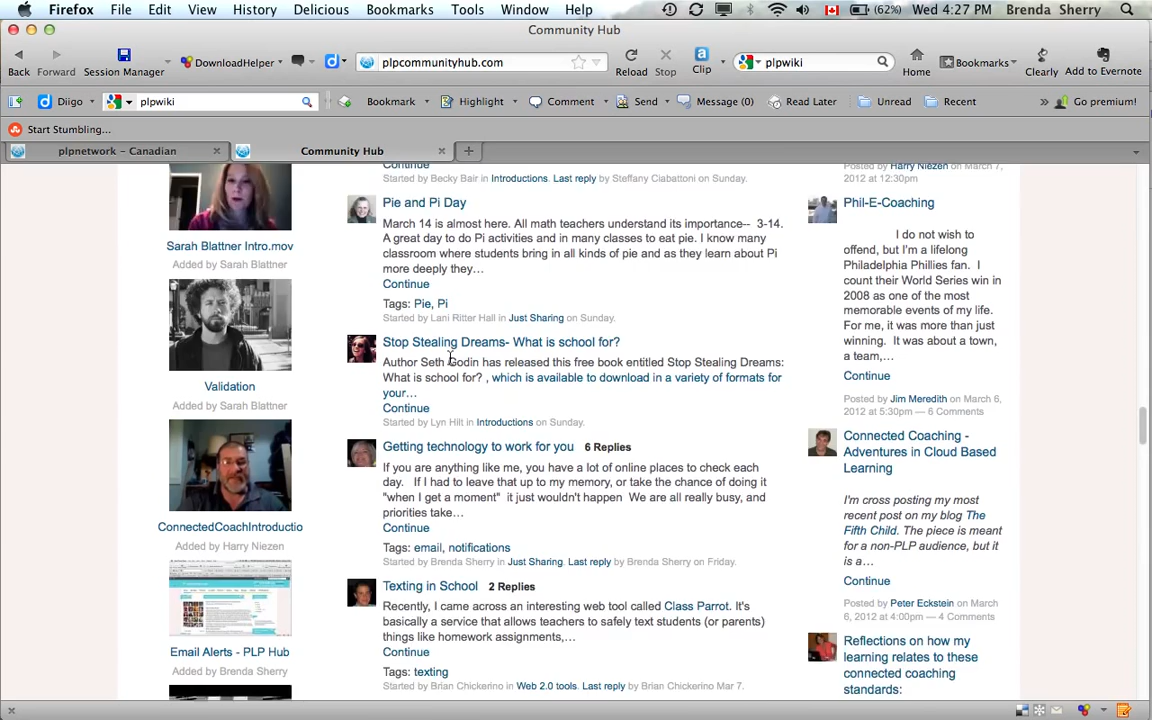 Firefox File Edit View History Delicious Bookmarks Tools Window Help (62%) Wed 4:27 PM Brenda Sherry
Community Hub
Back Forward Session Manager DownloadHelper plpcommunityhub.com Reload Stop Clip plpwiki Home Bookmarks Clearly Add to Evernote
Diigo plpwiki Bookmark Highlight Comment Send Message (0) Read Later Unread Recent » Go premium!
Start Stumbling...
plpnetwork – Canadian Community Hub
Sarah Blattner Intro.mov
Added by Sarah Blattner
Validation
Added by Sarah Blattner
ConnectedCoachIntroductio
Added by Harry Niezen
Email Alerts - PLP Hub
Added by Brenda Sherry
Continue
Started by Becky Bair in Introductions. Last reply by Steffany Ciabattoni on Sunday.
Pie and Pi Day
March 14 is almost here. All math teachers understand its importance-- 3-14.
A great day to do Pi activities and in many classes to eat pie. I know many
classroom where students bring in all kinds of pie and as they learn about Pi
more deeply they…
Continue
Tags: Pie, Pi
Started by Lani Ritter Hall in Just Sharing on Sunday.
Stop Stealing Dreams- What is school for?
Author Seth Godin has released this free book entitled Stop Stealing Dreams:
What is school for? , which is available to download in a variety of formats for
your…
Continue
Started by Lyn Hilt in Introductions on Sunday.
Getting technology to work for you 6 Replies
If you are anything like me, you have a lot of online places to check each
day. If I had to leave that up to my memory, or take the chance of doing it
"when I get a moment" it just wouldn't happen We are all really busy, and
priorities take…
Continue
Tags: email, notifications
Started by Brenda Sherry in Just Sharing. Last reply by Brenda Sherry on Friday.
Texting in School 2 Replies
Recently, I came across an interesting web tool called Class Parrot. It's
basically a service that allows teachers to safely text students (or parents)
things like homework assignments,…
Continue
Tags: texting
Started by Brian Chickerino in Web 2.0 tools. Last reply by Brian Chickerino Mar 7.
Posted by Harry Niezen on March 7,
2012 at 12:30pm
Phil-E-Coaching
I do not wish to
offend, but I'm a lifelong
Philadelphia Phillies fan. I
count their World Series win in
2008 as one of the most
memorable events of my life.
For me, it was more than just
winning. It was about a town,
a team,…
Continue
Posted by Jim Meredith on March 6,
2012 at 5:30pm — 6 Comments
Connected Coaching -
Adventures in Cloud Based
Learning
I'm cross posting my most
recent post on my blog The
Fifth Child. The piece is meant
for a non-PLP audience, but it
is a…
Continue
Posted by Peter Eckstein on March
6, 2012 at 4:00pm — 4 Comments
Reflections on how my
learning relates to these
connected coaching
standards: